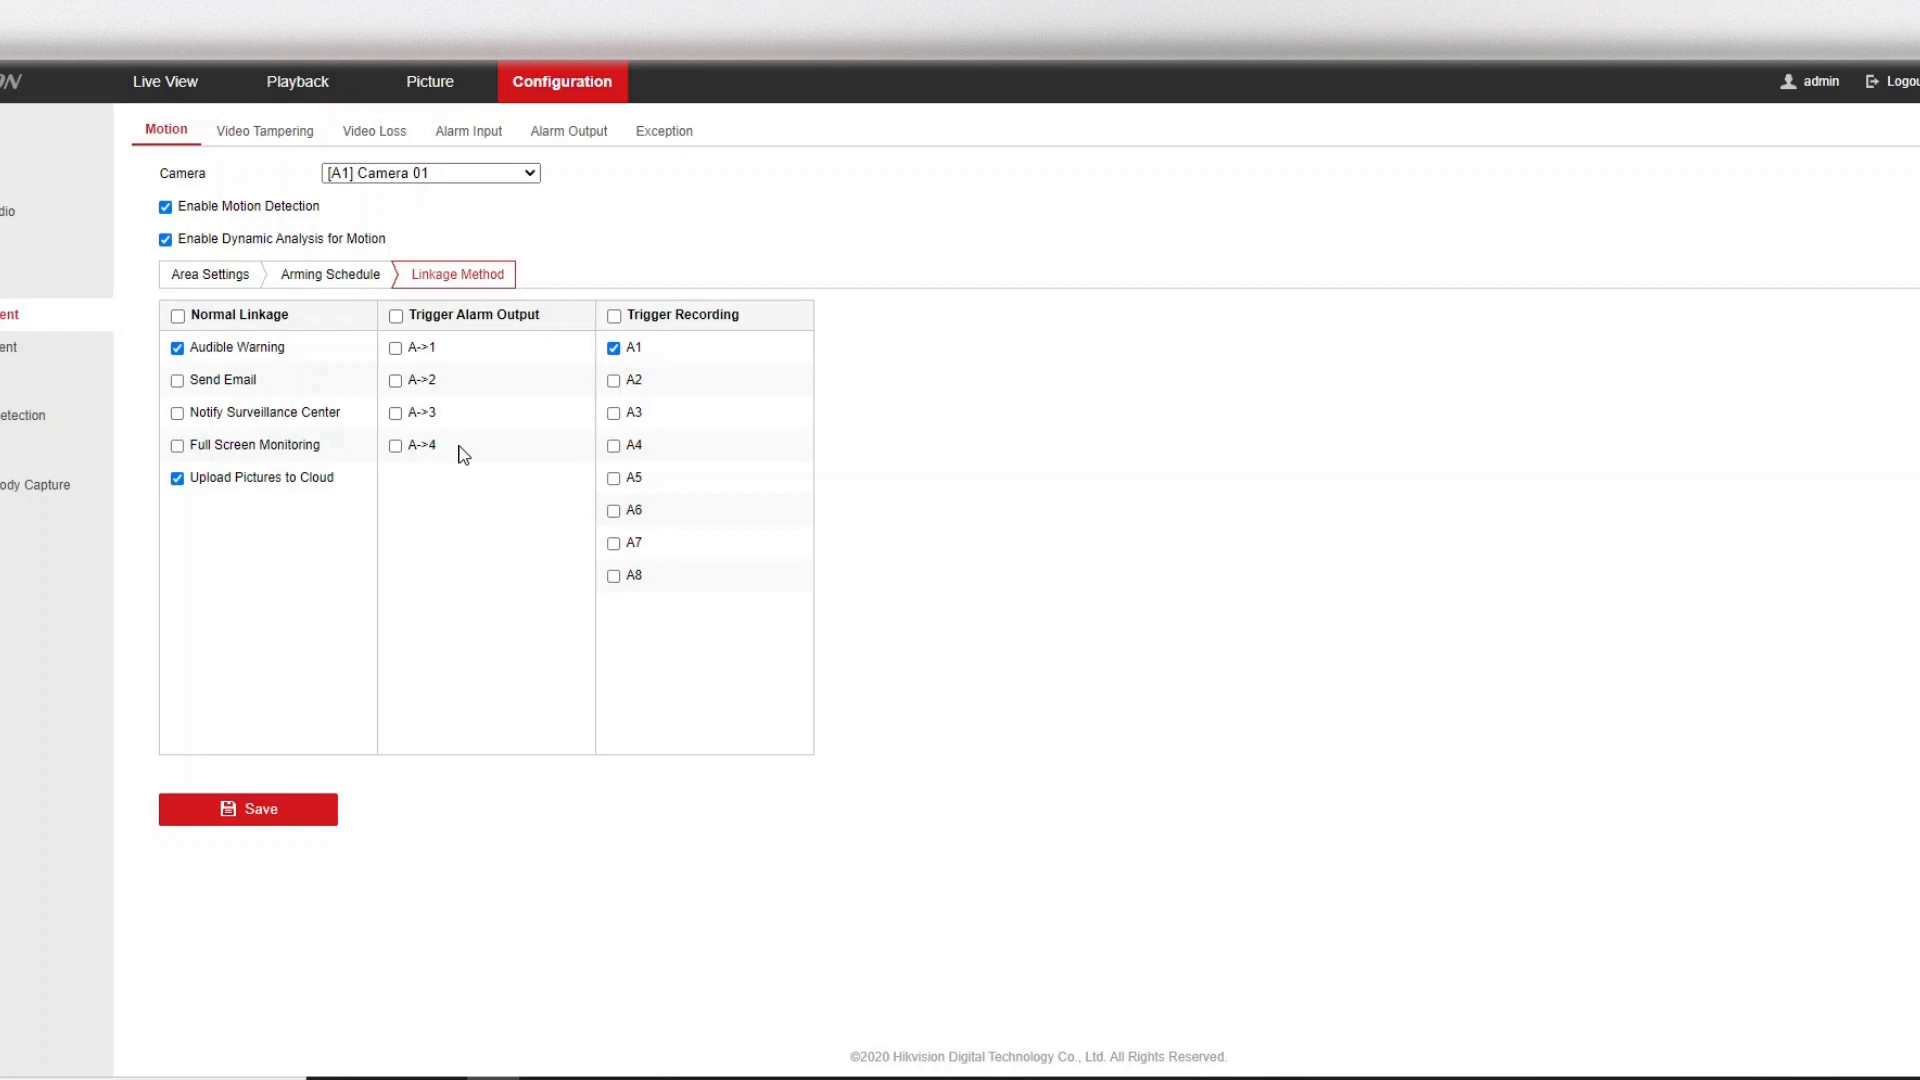 ON Live View Playback Picture Configuration admin Logou
Motion Video Tampering Video Loss Alarm Input Alarm Output Exception
Camera [A1] Camera 01
Enable Motion Detection
dio
Enable Dynamic Analysis for Motion
Area Settings Arming Schedule Linkage Method
ent
Normal Linkage Trigger Alarm Output Trigger Recording
ent
Audible Warning A->1 A1
Send Email A->2 A2
etection
Notify Surveillance Center A->3 A3
Full Screen Monitoring A->4 A4
ody Capture
Upload Pictures to Cloud A5
A6
A7
A8
Save
©2020 Hikvision Digital Technology Co., Ltd. All Rights Reserved.